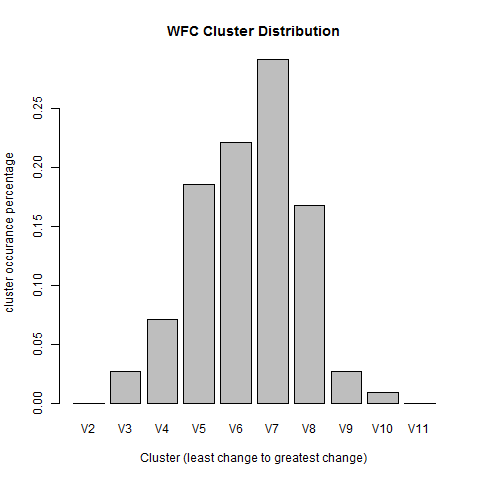 WFC Cluster Distribution
cluster occurance percentage
0.25
0.20
0.15
0.10
0.05
0.00
V2 V3 V4 V5 V6 V7 V8 V9 V10 V11
Cluster (least change to greatest change)